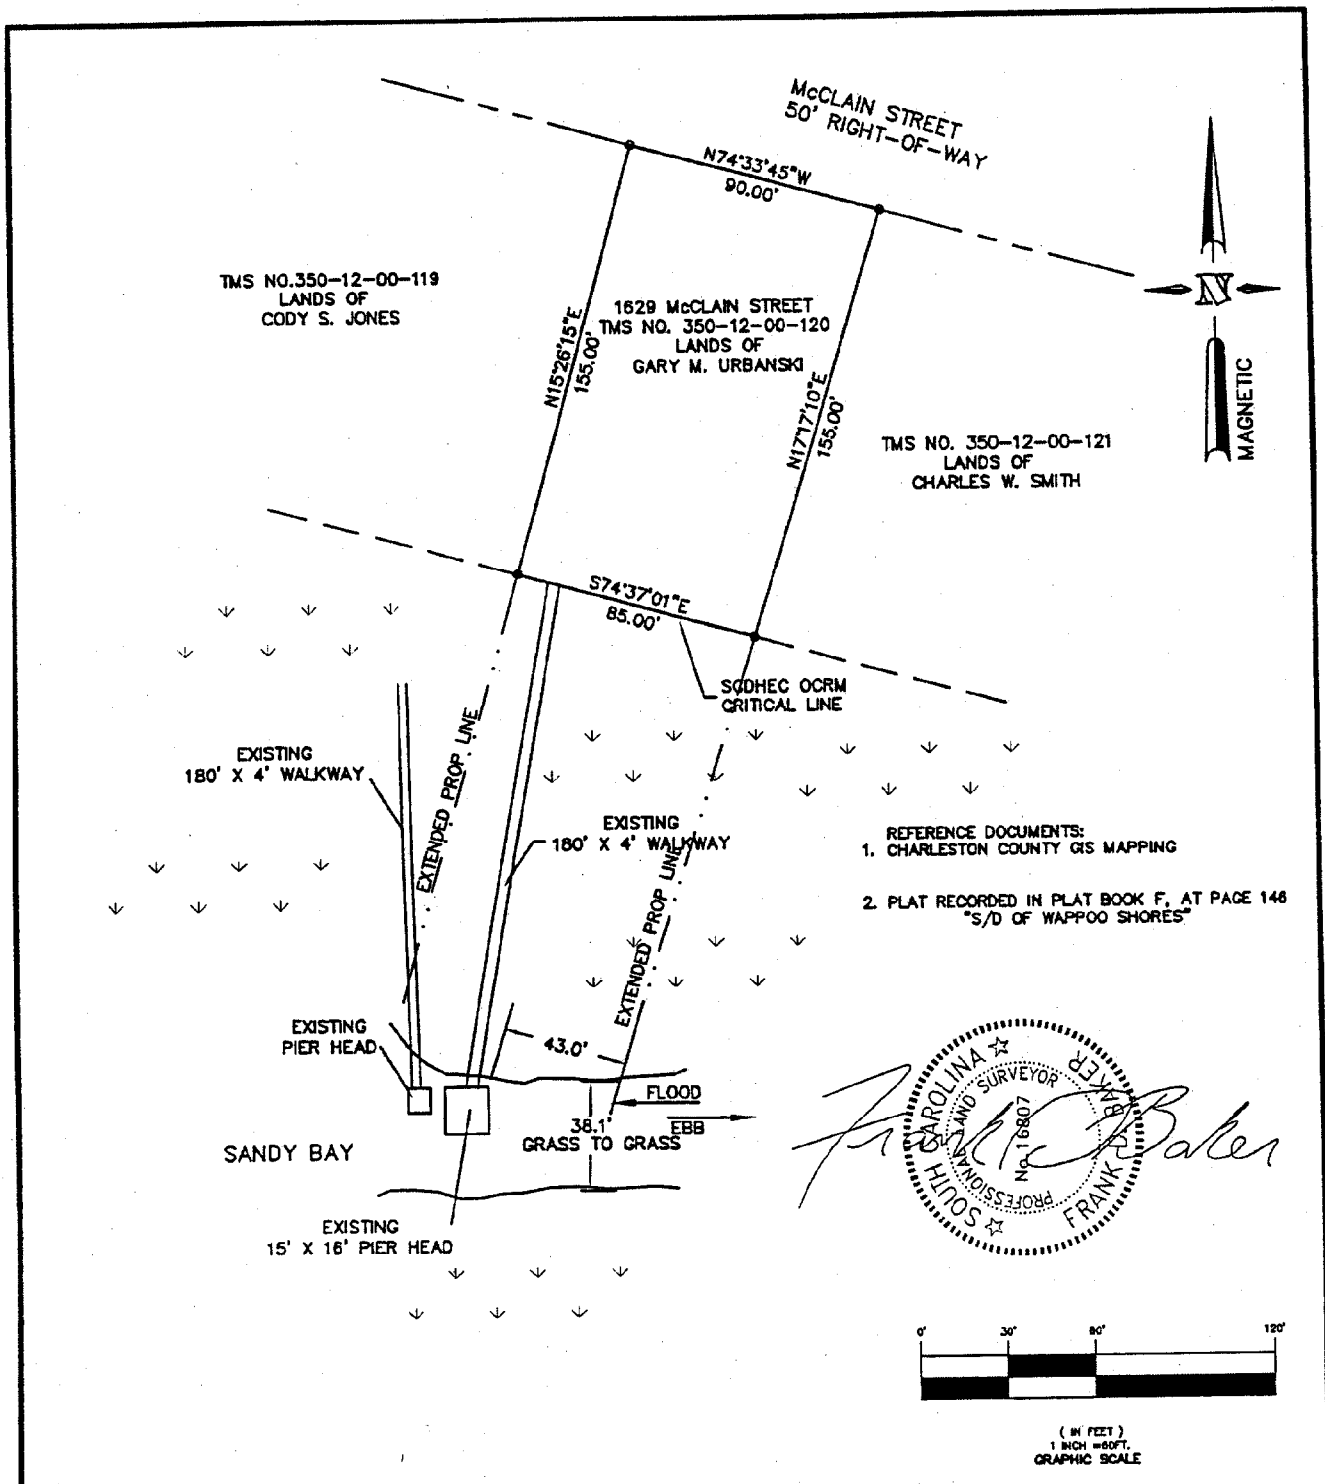 McCLAIN STREET
50' RIGHT-OF-WAY
N74°33'45"W
90.00'
TMS NO.350-12-00-119
LANDS OF
CODY S. JONES
N15°26'15"E
155.00'
1629 McCLAIN STREET
TMS NO. 350-12-00-120
LANDS OF
GARY M. URBANSKI
N17°17'10"E
155.00'
TMS NO. 350-12-00-121
LANDS OF
CHARLES W. SMITH
N
MAGNETIC
S74°37'01"E
85.00'
SCDHEC OCRM
CRITICAL LINE
EXISTING
180' X 4' WALKWAY
EXTENDED PROP. LINE
EXISTING
180' X 4' WALKWAY
EXTENDED PROP LINE
REFERENCE DOCUMENTS:
1. CHARLESTON COUNTY GIS MAPPING
2. PLAT RECORDED IN PLAT BOOK F, AT PAGE 146
"S/D OF WAPPOO SHORES"
EXISTING
PIER HEAD
43.0'
FLOOD
EBB
38.1'
GRASS TO GRASS
SANDY BAY
EXISTING
15' X 16' PIER HEAD
SOUTH CAROLINA
PROFESSIONAL LAND SURVEYOR
No. 16807
FRANK D. BAKER
Frank D Baker
0' 30' 60' 120'
( IN FEET )
1 INCH =60FT.
GRAPHIC SCALE